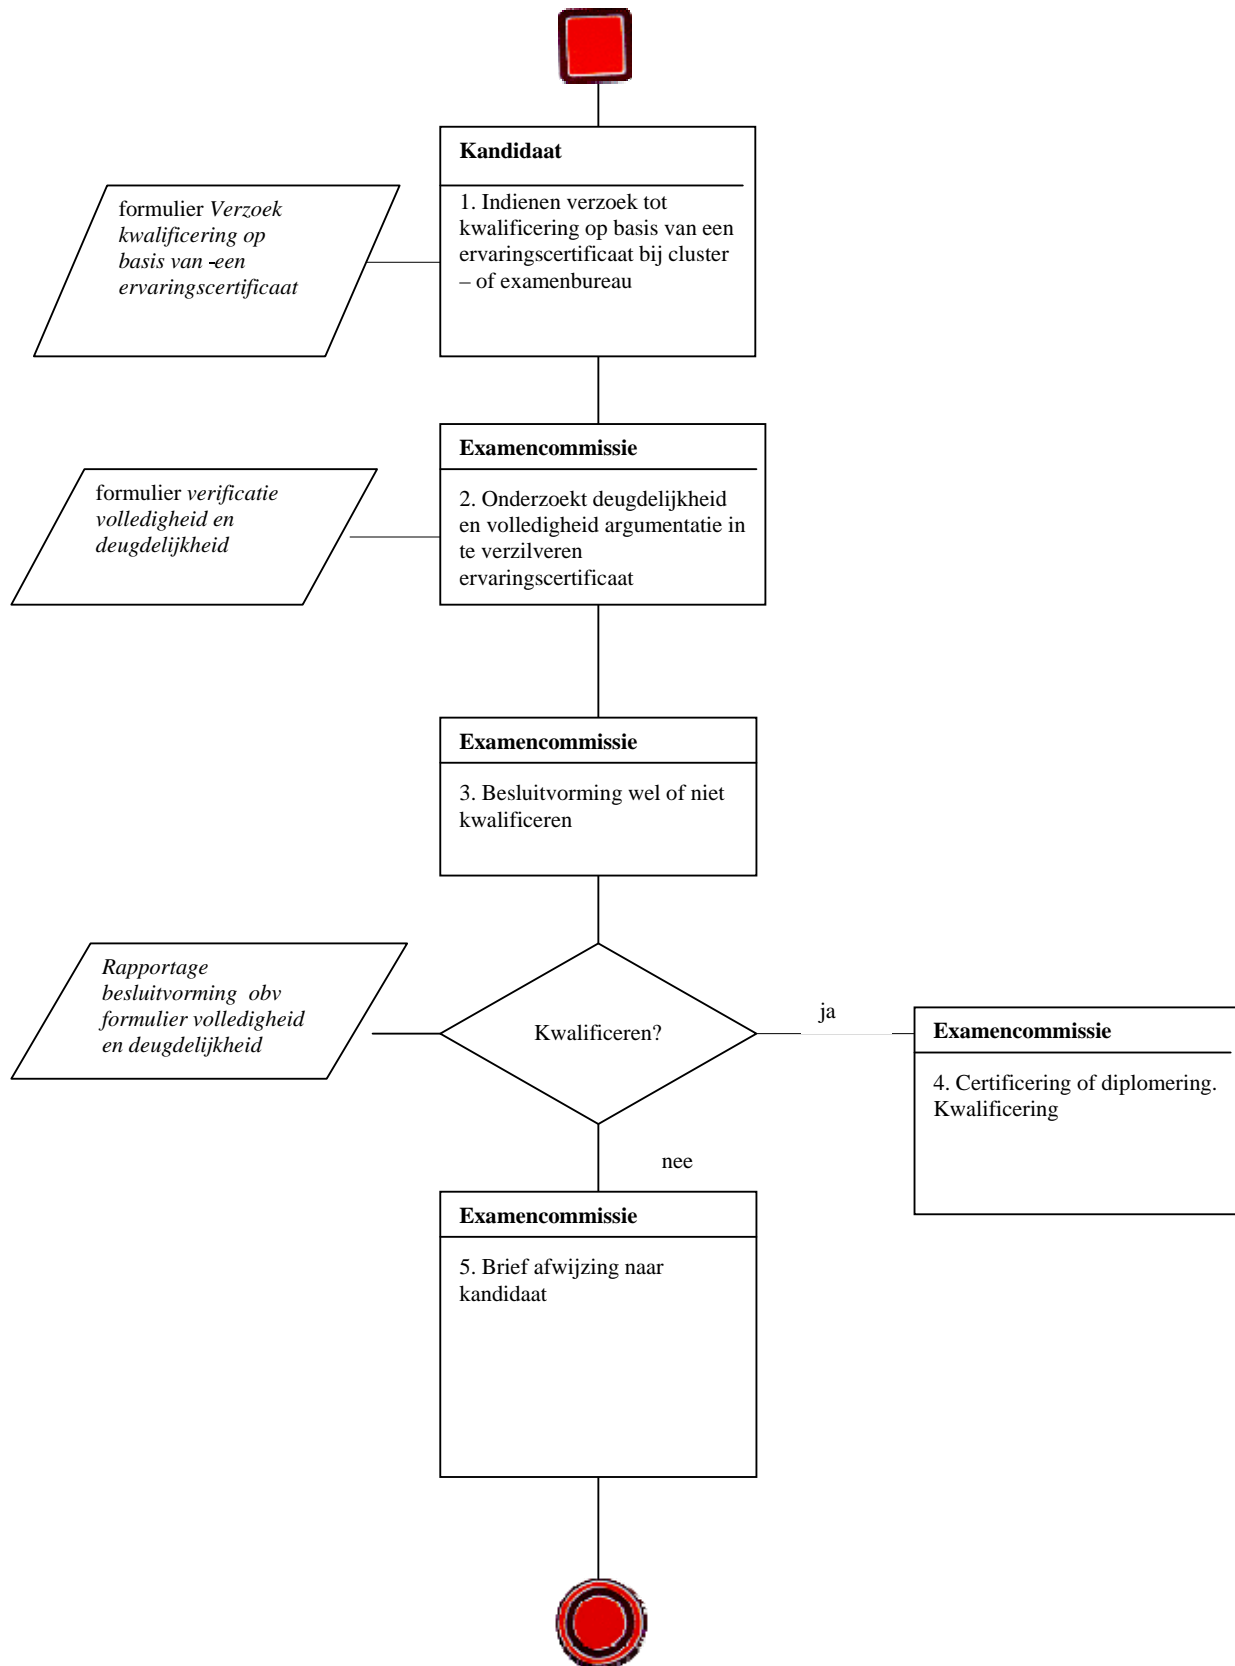 Kandidaat
1. Indienen verzoek tot
kwalificering op basis van een
ervaringscertificaat bij cluster
– of examenbureau
formulier Verzoek
kwalificering op
basis van -een
ervaringscertificaat
Examencommissie
2. Onderzoekt deugdelijkheid
en volledigheid argumentatie in
te verzilveren
ervaringscertificaat
formulier verificatie
volledigheid en
deugdelijkheid
Examencommissie
3. Besluitvorming wel of niet
kwalificeren
Rapportage
besluitvorming obv
formulier volledigheid
en deugdelijkheid
Kwalificeren?
ja
Examencommissie
4. Certificering of diplomering.
Kwalificering
nee
Examencommissie
5. Brief afwijzing naar
kandidaat